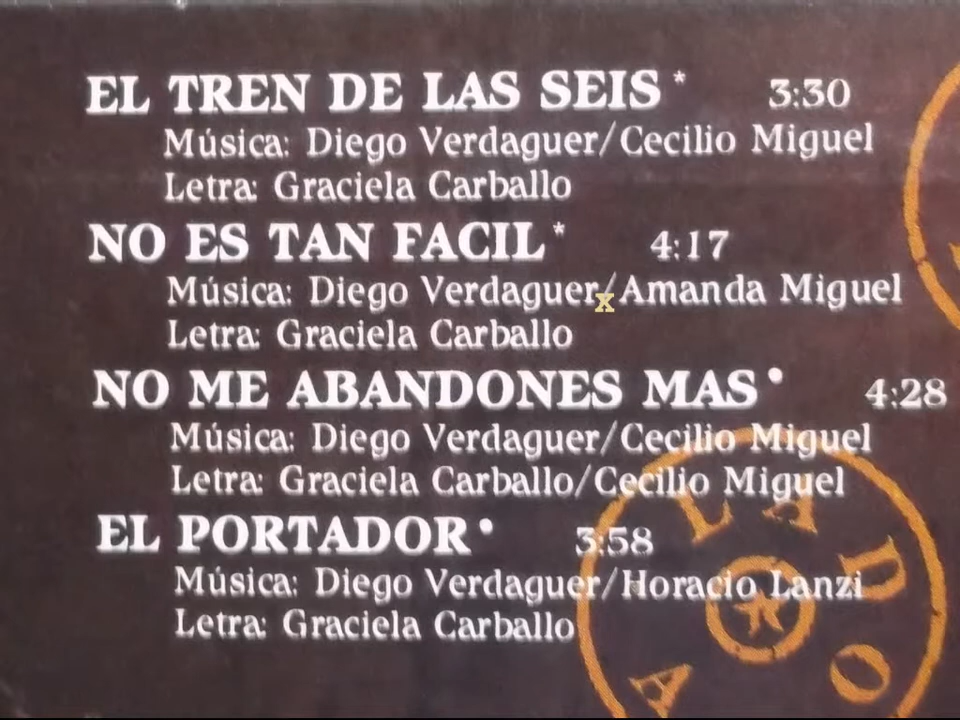 EL TREN DE LAS SEIS* 3:30
Música: Diego Verdaguer/Cecilio Miguel
Letra: Graciela Carballo
NO ES TAN FACIL* 4:17
Música: Diego Verdaguer/Amanda Miguel
Letra: Graciela Carballo
NO ME ABANDONES MAS• 4:28
Música: Diego Verdaguer/Cecilio Miguel
Letra: Graciela Carballo/Cecilio Miguel
EL PORTADOR• 3:58
Música: Diego Verdaguer/Horacio Lanzi
Letra: Graciela Carballo